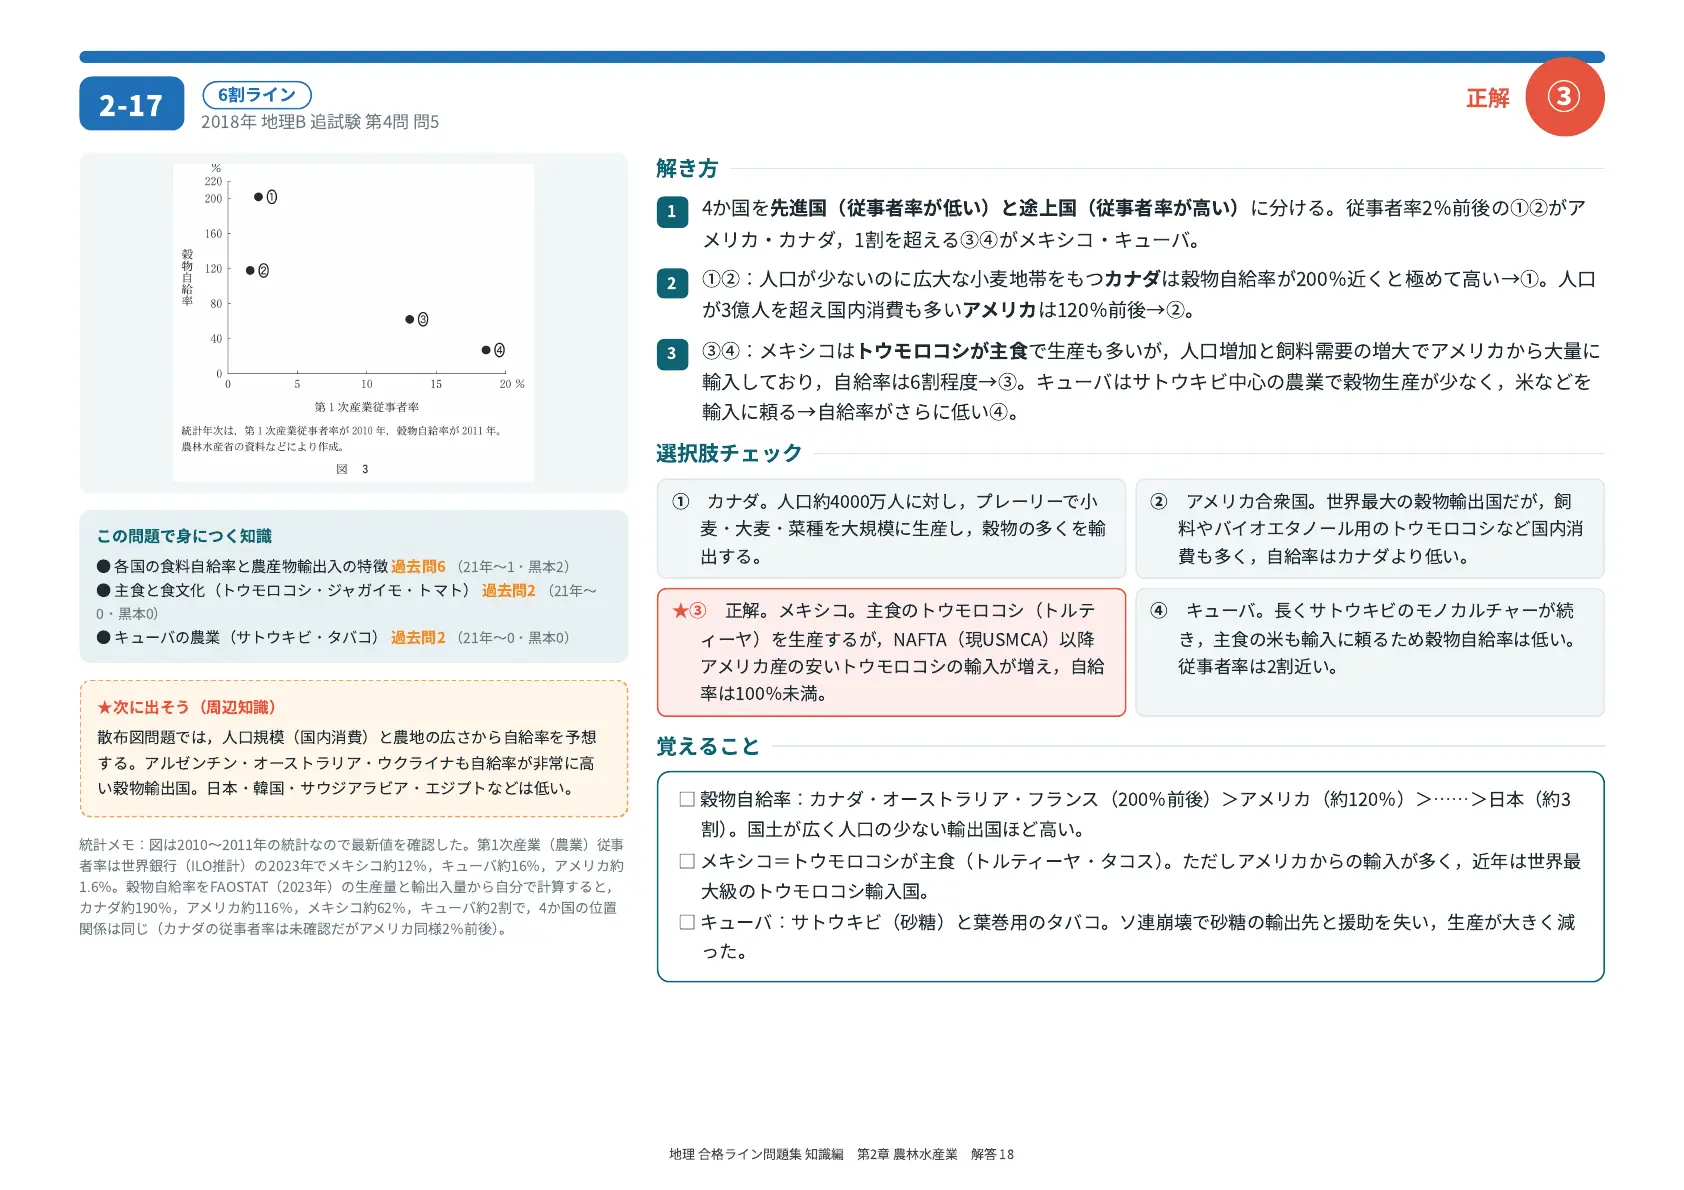 2-17
6割ライン
2018年 地理B 追試験 第4問 問5
正解 ③
%
220
200
160
120
80
40
0
穀物自給率
①
②
③
④
0 5 10 15 20 %
第1次産業従事者率
統計年次は，第1次産業従事者率が2010年，穀物自給率が2011年。
農林水産省の資料などにより作成。
図 3
この問題で身につく知識
●各国の食料自給率と農産物輸出入の特徴 過去問6 （21年〜1・黒本2）
●主食と食文化（トウモロコシ・ジャガイモ・トマト） 過去問2 （21年〜
0・黒本0）
●キューバの農業（サトウキビ・タバコ） 過去問2 （21年〜0・黒本0）
★次に出そう（周辺知識）
散布図問題では，人口規模（国内消費）と農地の広さから自給率を予想
する。アルゼンチン・オーストラリア・ウクライナも自給率が非常に高
い穀物輸出国。日本・韓国・サウジアラビア・エジプトなどは低い。
統計メモ：図は2010〜2011年の統計なので最新値を確認した。第1次産業（農業）従事
者率は世界銀行（ILO推計）の2023年でメキシコ約12%，キューバ約16%，アメリカ約
1.6%。穀物自給率をFAOSTAT（2023年）の生産量と輸出入量から自分で計算すると，
カナダ約190%，アメリカ約116%，メキシコ約62%，キューバ約2割で，4か国の位置
関係は同じ（カナダの従事者率は未確認だがアメリカ同様2%前後）。
解き方
1 4か国を先進国（従事者率が低い）と途上国（従事者率が高い）に分ける。従事者率2%前後の①②がア
メリカ・カナダ，1割を超える③④がメキシコ・キューバ。
2 ①②：人口が少ないのに広大な小麦地帯をもつカナダは穀物自給率が200%近くと極めて高い→①。人口
が3億人を超え国内消費も多いアメリカは120%前後→②。
3 ③④：メキシコはトウモロコシが主食で生産も多いが，人口増加と飼料需要の増大でアメリカから大量に
輸入しており，自給率は6割程度→③。キューバはサトウキビ中心の農業で穀物生産が少なく，米などを
輸入に頼る→自給率がさらに低い④。
選択肢チェック
① カナダ。人口約4000万人に対し，プレーリーで小
麦・大麦・菜種を大規模に生産し，穀物の多くを輸
出する。
② アメリカ合衆国。世界最大の穀物輸出国だが，飼
料やバイオエタノール用のトウモロコシなど国内消
費も多く，自給率はカナダより低い。
★③ 正解。メキシコ。主食のトウモロコシ（トルテ
ィーヤ）を生産するが，NAFTA（現USMCA）以降
アメリカ産の安いトウモロコシの輸入が増え，自給
率は100%未満。
④ キューバ。長くサトウキビのモノカルチャーが続
き，主食の米も輸入に頼るため穀物自給率は低い。
従事者率は2割近い。
覚えること
□ 穀物自給率：カナダ・オーストラリア・フランス（200%前後）＞アメリカ（約120%）＞……＞日本（約3
割）。国土が広く人口の少ない輸出国ほど高い。
□ メキシコ＝トウモロコシが主食（トルティーヤ・タコス）。ただしアメリカからの輸入が多く，近年は世界最
大級のトウモロコシ輸入国。
□ キューバ：サトウキビ（砂糖）と葉巻用のタバコ。ソ連崩壊で砂糖の輸出先と援助を失い，生産が大きく減
った。
地理 合格ライン問題集 知識編 第2章 農林水産業 解答18